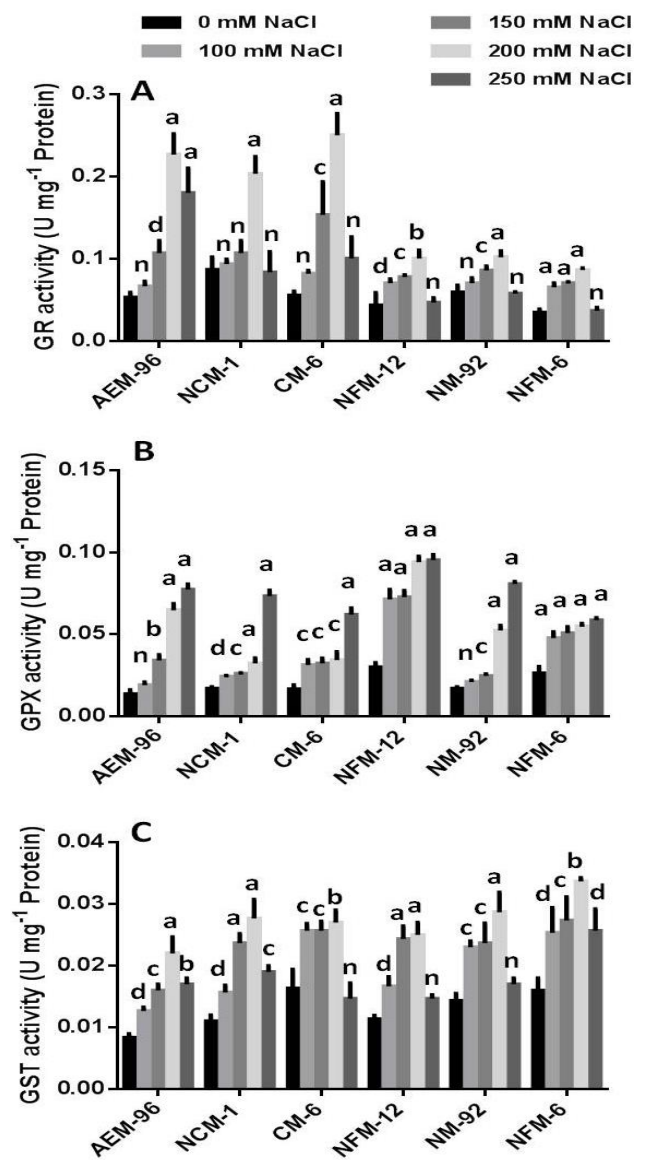 0 mM NaCl
100 mM NaCl
150 mM NaCl
200 mM NaCl
250 mM NaCl
A
GR activity (U mg-1 Protein)
0.3
0.2
0.1
0.0
n d a a
n n a n
n c a n
d c b n
n c a n
a a a n
AEM-96 NCM-1 CM-6 NFM-12 NM-92 NFM-6
B
GPX activity (U mg-1 Protein)
0.15
0.10
0.05
0.00
n b a a
d c a a
c c c a
a a a a
n c a a
a a a a
AEM-96 NCM-1 CM-6 NFM-12 NM-92 NFM-6
C
GST activity (U mg-1 Protein)
0.04
0.03
0.02
0.01
0.00
d c a b
d a a c
c c b n
d a a n
c c a n
d c b d
AEM-96 NCM-1 CM-6 NFM-12 NM-92 NFM-6